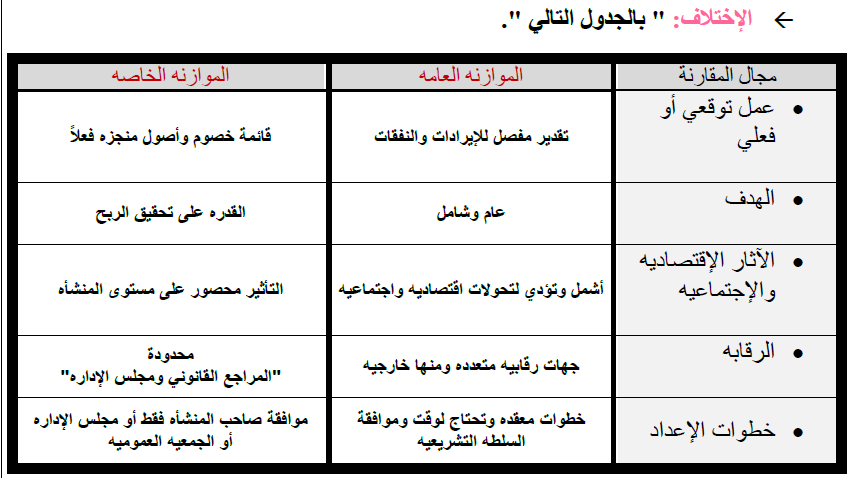 ← الإختلاف: " بالجدول التالي ".
مجال المقارنة الموازنه العامه الموازنه الخاصه
• عمل توقعي أو
فعلي
تقدير مفصل للإيرادات والنفقات
قائمة خصوم وأصول منجزه فعلاً
• الهدف
عام وشامل
القدره على تحقيق الربح
• الآثار الإقتصاديه
والإجتماعيه
أشمل وتؤدي لتحولات اقتصاديه واجتماعيه
التأثير محصور على مستوى المنشأه
• الرقابه
جهات رقابيه متعدده ومنها خارجيه
محدودة
"المراجع القانوني ومجلس الإداره"
• خطوات الإعداد
خطوات معقده وتحتاج لوقت وموافقة
السلطه التشريعيه
موافقة صاحب المنشأه فقط أو مجلس الإداره
أو الجمعيه العموميه